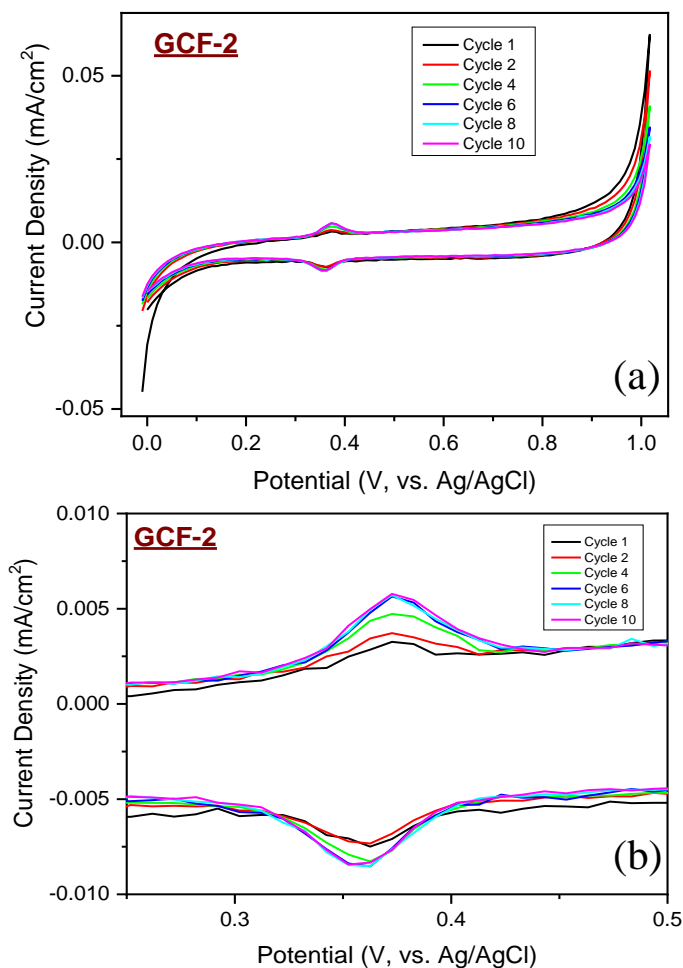 GCF-2
Cycle 1
Cycle 2
Cycle 4
Cycle 6
Cycle 8
Cycle 10
0.05
0.00
-0.05
Current Density (mA/cm²)
(a)
0.0 0.2 0.4 0.6 0.8 1.0
Potential (V, vs. Ag/AgCl)
GCF-2
Cycle 1
Cycle 2
Cycle 4
Cycle 6
Cycle 8
Cycle 10
0.010
0.005
0.000
-0.005
-0.010
Current Density (mA/cm²)
(b)
0.3 0.4 0.5
Potential (V, vs. Ag/AgCl)